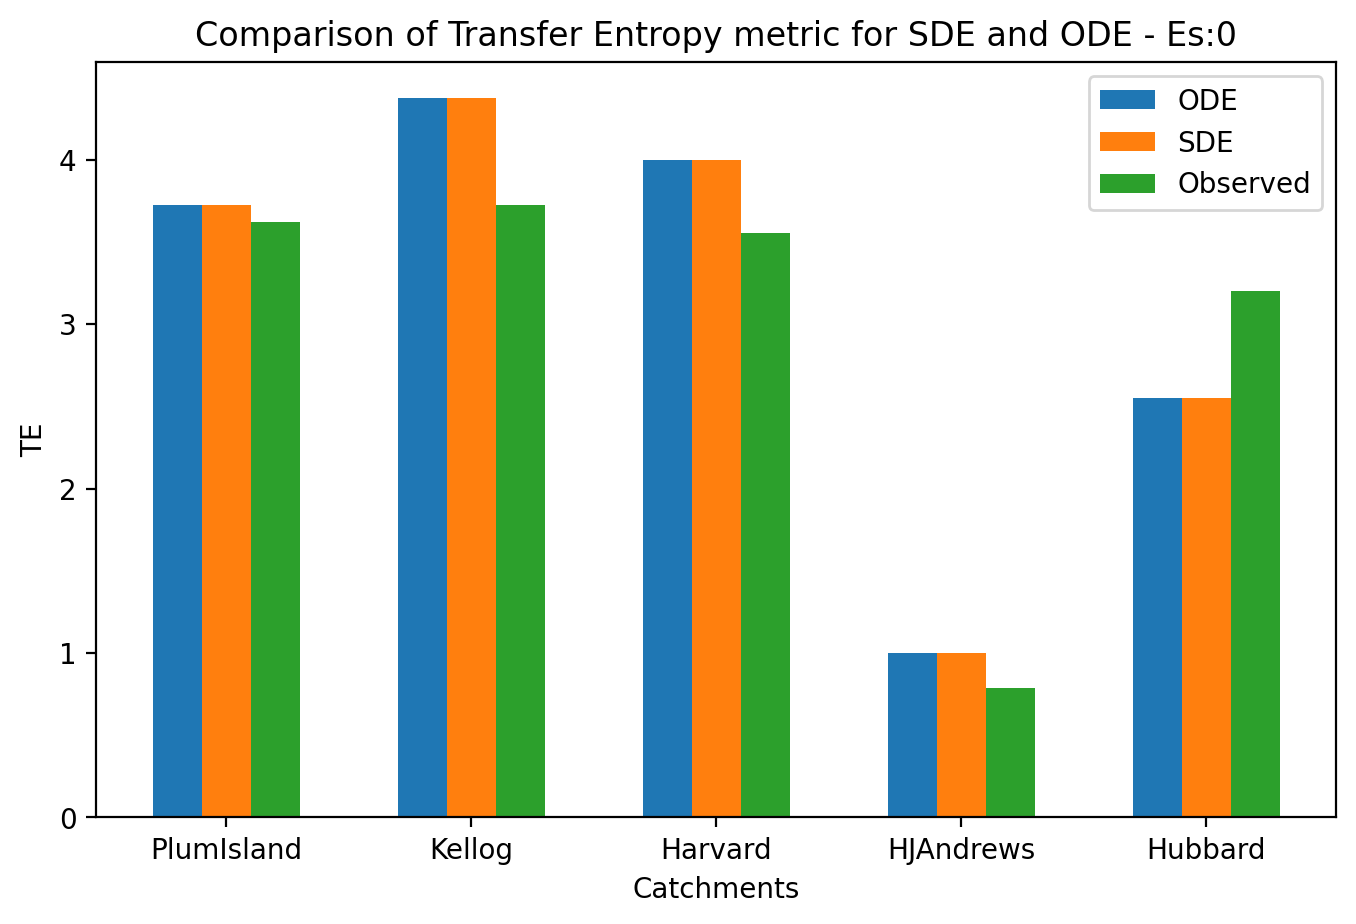 Comparison of Transfer Entropy metric for SDE and ODE - Es:0
ODE
SDE
Observed
TE
4
3
2
1
0
PlumIsland Kellog Harvard HJAndrews Hubbard
Catchments